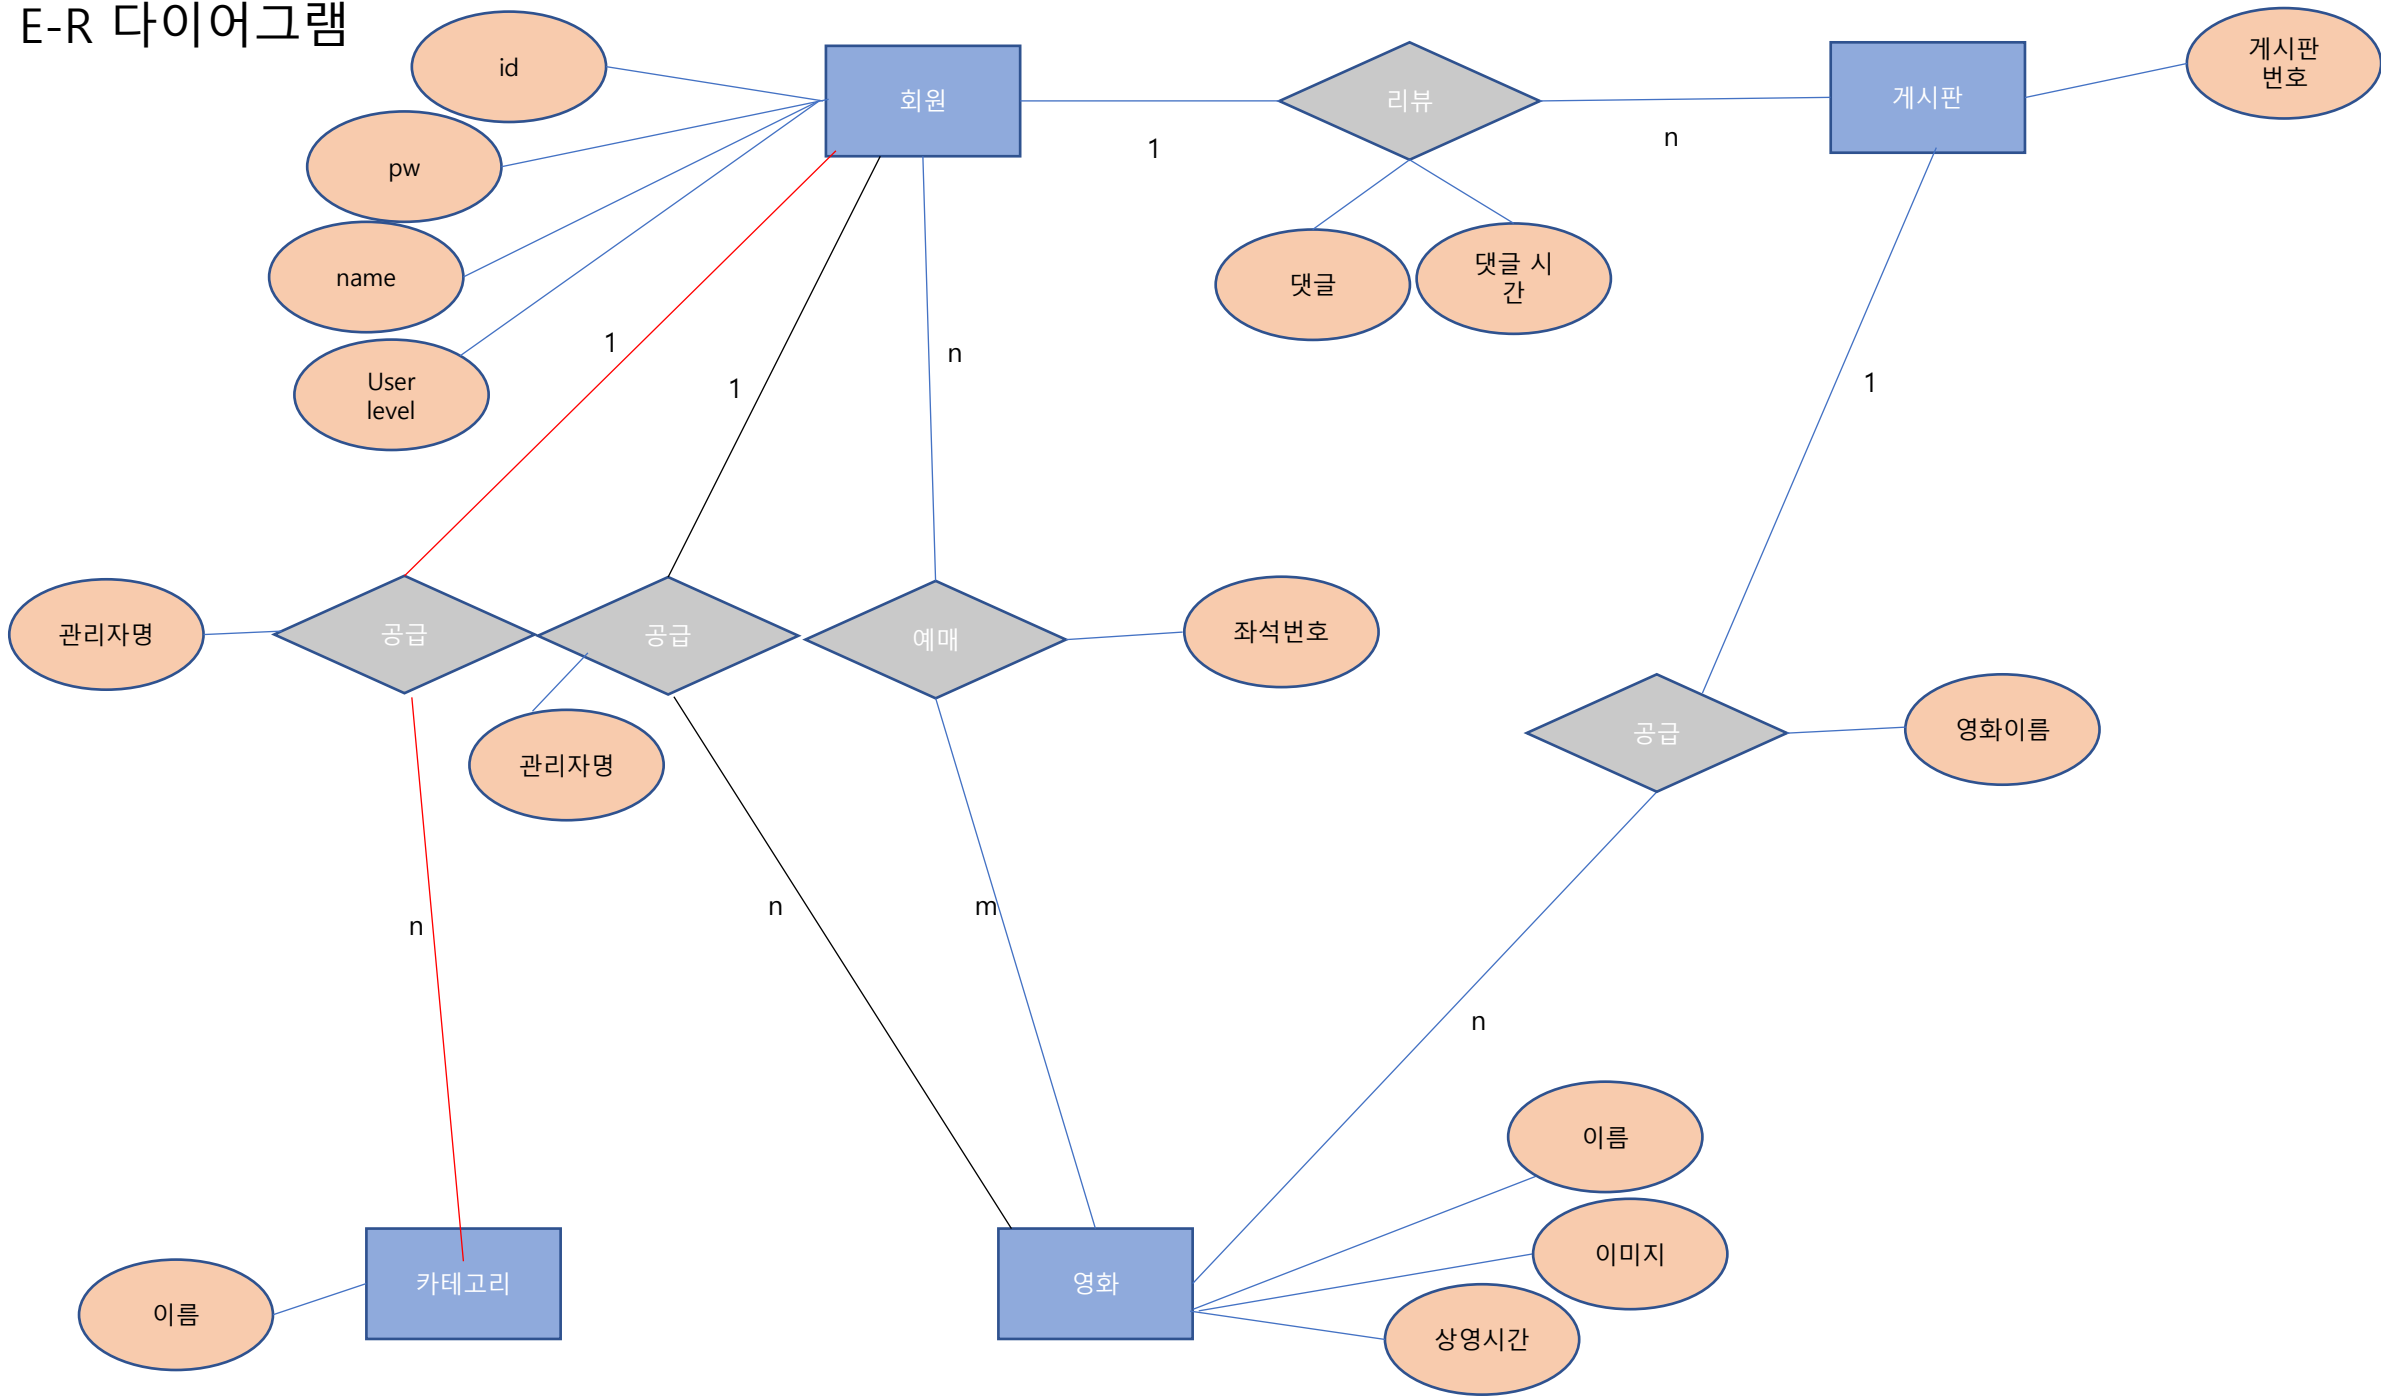 E-R 다이어그램
id
회원
리뷰
게시판
게시판
번호
pw
1
n
name
댓글
댓글 시
간
User
level
1
1
n
1
관리자명
공급
공급
예매
좌석번호
관리자명
공급
영화이름
n
n
m
n
이름
이미지
상영시간
이름
카테고리
영화